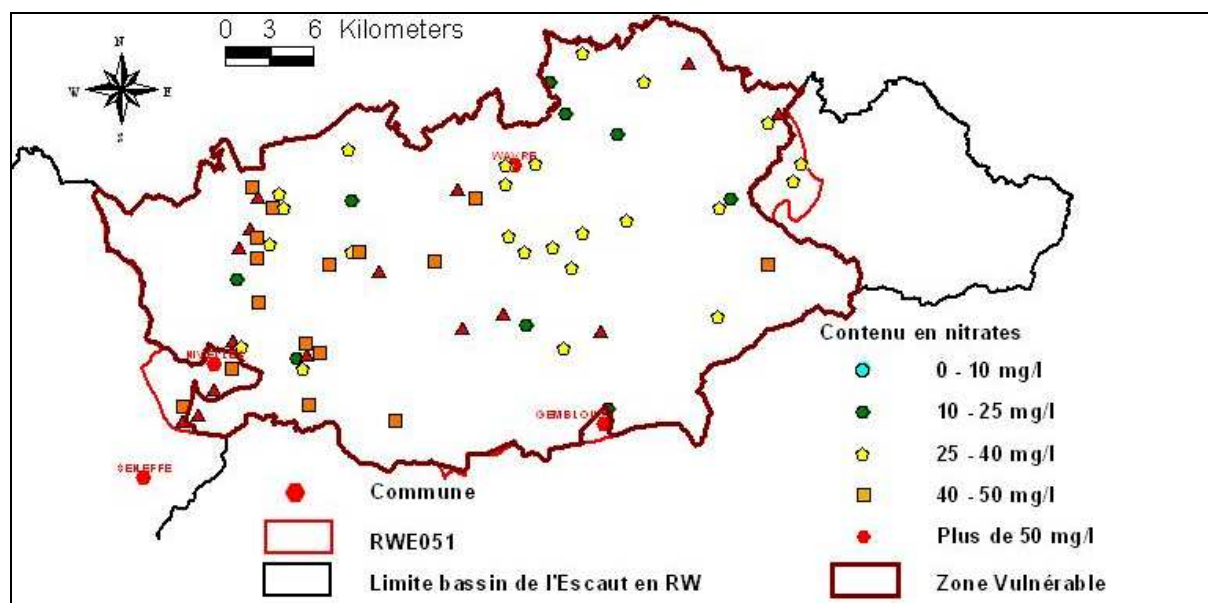 0 3 6 Kilometers
N
W E
S
WAVRE
NIVELLES
GEMBLOUX
SENEFFE
Contenu en nitrates
0 - 10 mg/l
10 - 25 mg/l
25 - 40 mg/l
40 - 50 mg/l
Plus de 50 mg/l
Zone Vulnérable
Commune
RWE051
Limite bassin de l'Escaut en RW